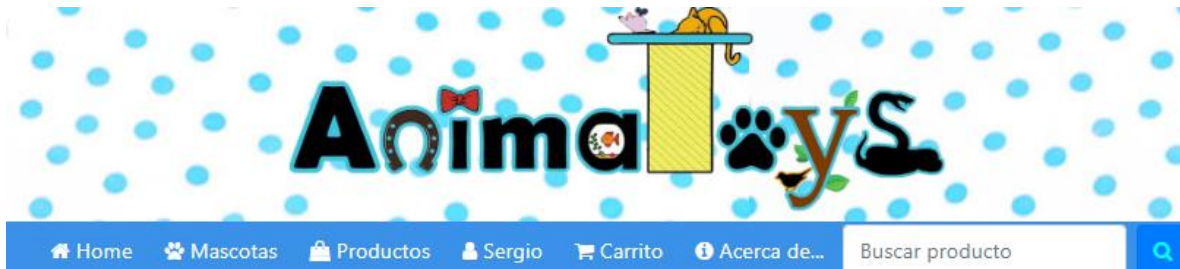 AnimaToys
Home Mascotas Productos Sergio Carrito Acerca de... Buscar producto